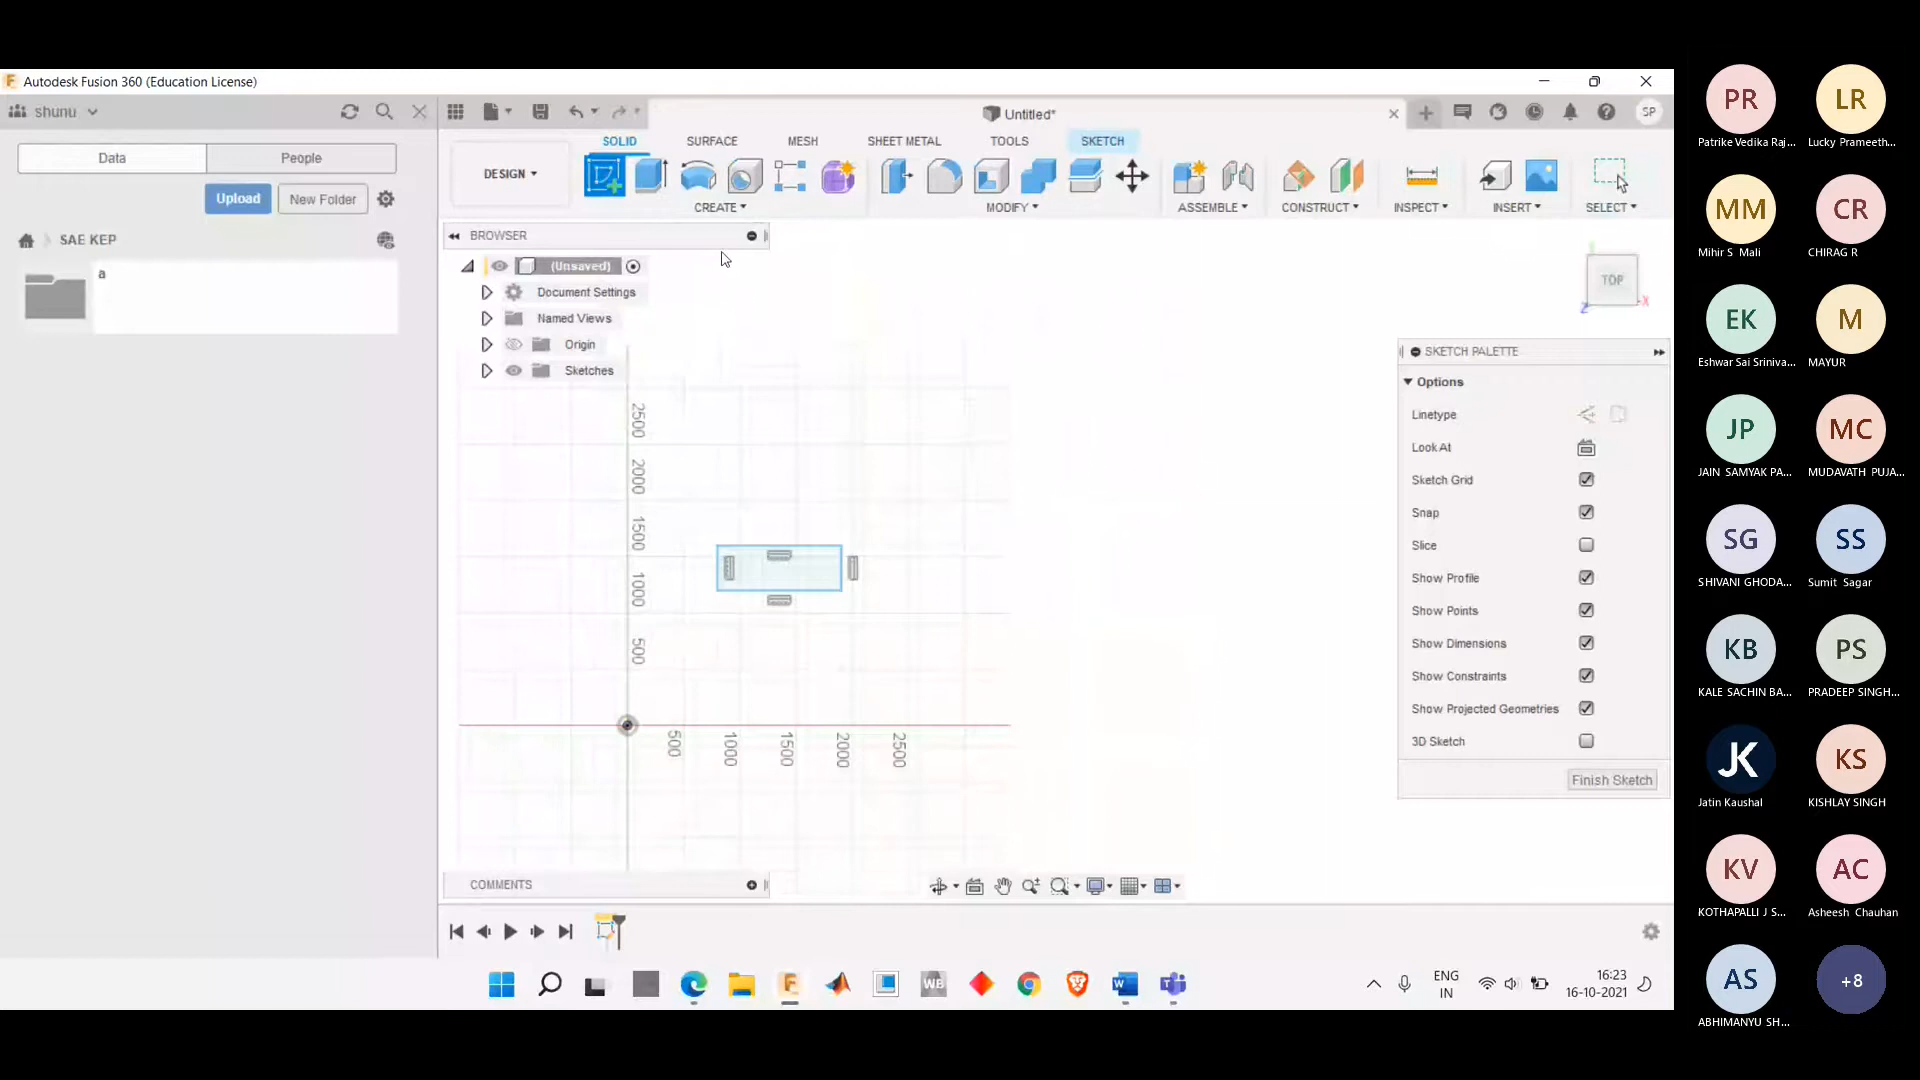 Autodesk Fusion 360 (Education License)
shunu
Untitled*
SP
Data
People
SOLID
SURFACE
MESH
SHEET METAL
TOOLS
SKETCH
DESIGN
Upload
New Folder
CREATE
MODIFY
ASSEMBLE
CONSTRUCT
INSPECT
INSERT
SELECT
SAE KEP
a
BROWSER
(Unsaved)
Document Settings
Named Views
Origin
Sketches
TOP
X
Z
2500
2000
1500
1000
500
500
1000
1500
2000
2500
SKETCH PALETTE
Options
Linetype
Look At
Sketch Grid
Snap
Slice
Show Profile
Show Points
Show Dimensions
Show Constraints
Show Projected Geometries
3D Sketch
Finish Sketch
COMMENTS
WB
ENG
IN
16:23
16-10-2021
PR
Patrike Vedika Raj...
LR
Lucky Prameeth...
MM
Mihir S Mali
CR
CHIRAG R
EK
Eshwar Sai Sriniva...
M
MAYUR
JP
JAIN SAMYAK PA...
MC
MUDAVATH PUJA...
SG
SHIVANI GHODA...
SS
Sumit Sagar
KB
KALE SACHIN BA...
PS
PRADEEP SINGH...
JK
Jatin Kaushal
KS
KISHLAY SINGH
KV
KOTHAPALLI J S...
AC
Asheesh Chauhan
AS
ABHIMANYU SH...
+8